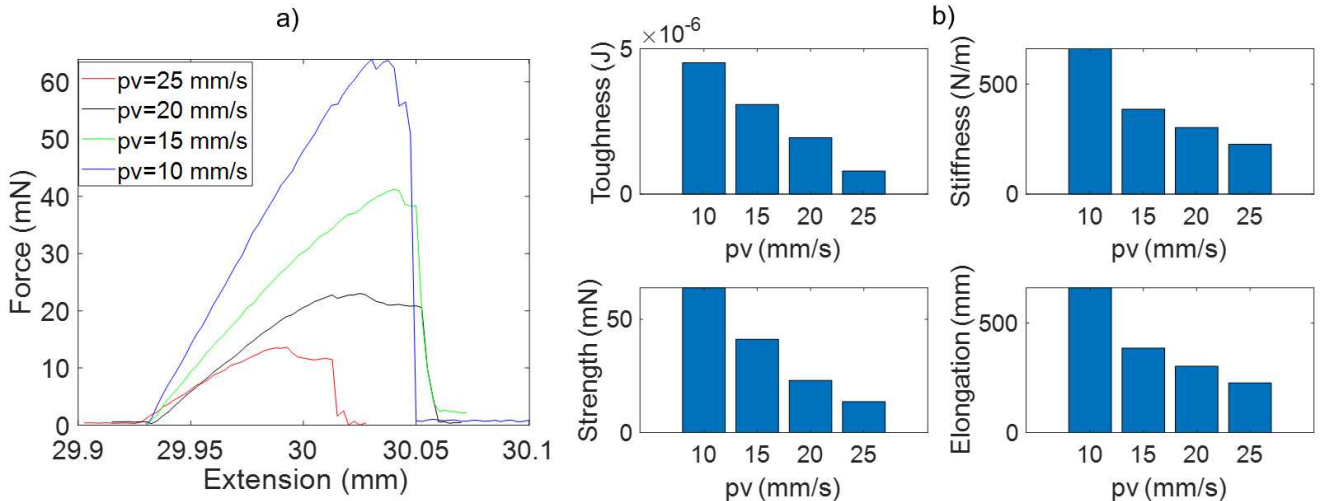 a)
Force (mN)
60
50
40
30
20
10
0
29.9 29.95 30 30.05 30.1
Extension (mm)
pv=25 mm/s
pv=20 mm/s
pv=15 mm/s
pv=10 mm/s
b)
×10-6
Toughness (J)
5
0
10 15 20 25
pv (mm/s)
Stiffness (N/m)
500
0
10 15 20 25
pv (mm/s)
Strength (mN)
50
0
10 15 20 25
pv (mm/s)
Elongation (mm)
500
0
10 15 20 25
pv (mm/s)